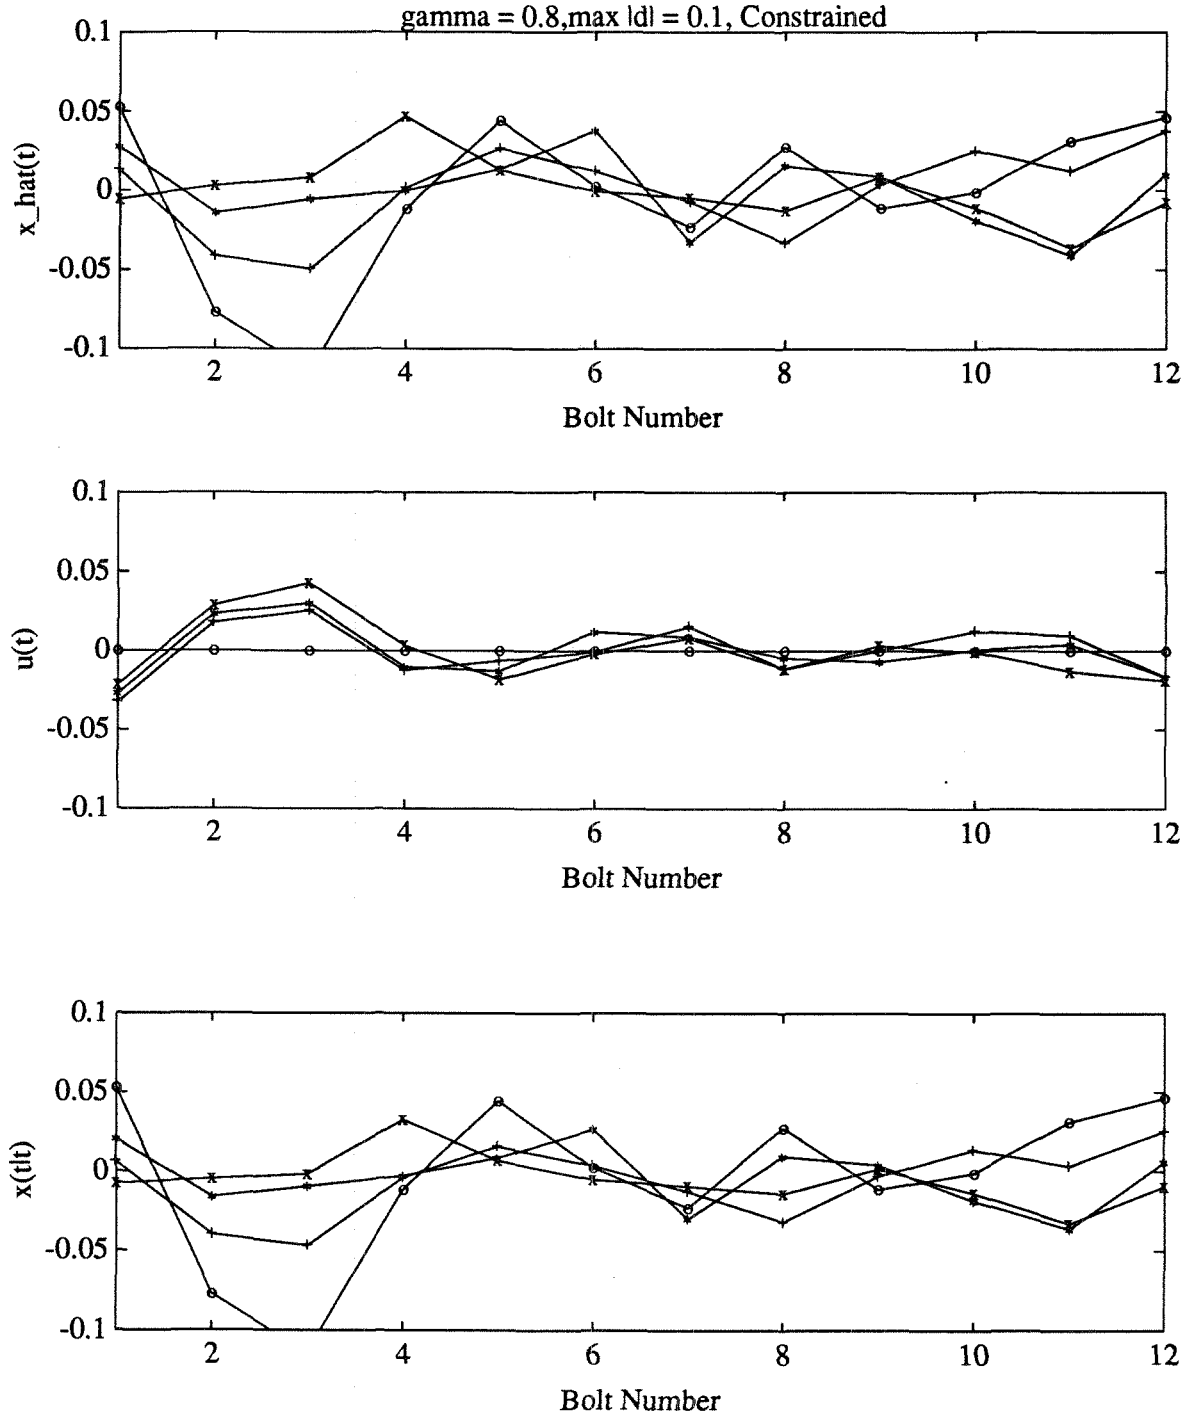 gamma = 0.8,max |d| = 0.1, Constrained
0.1
0.05
0
-0.05
-0.1
x_hat(t)
2 4 6 8 10 12
Bolt Number
0.1
0.05
0
-0.05
-0.1
u(t)
2 4 6 8 10 12
Bolt Number
0.1
0.05
0
-0.05
-0.1
x(t|t)
2 4 6 8 10 12
Bolt Number